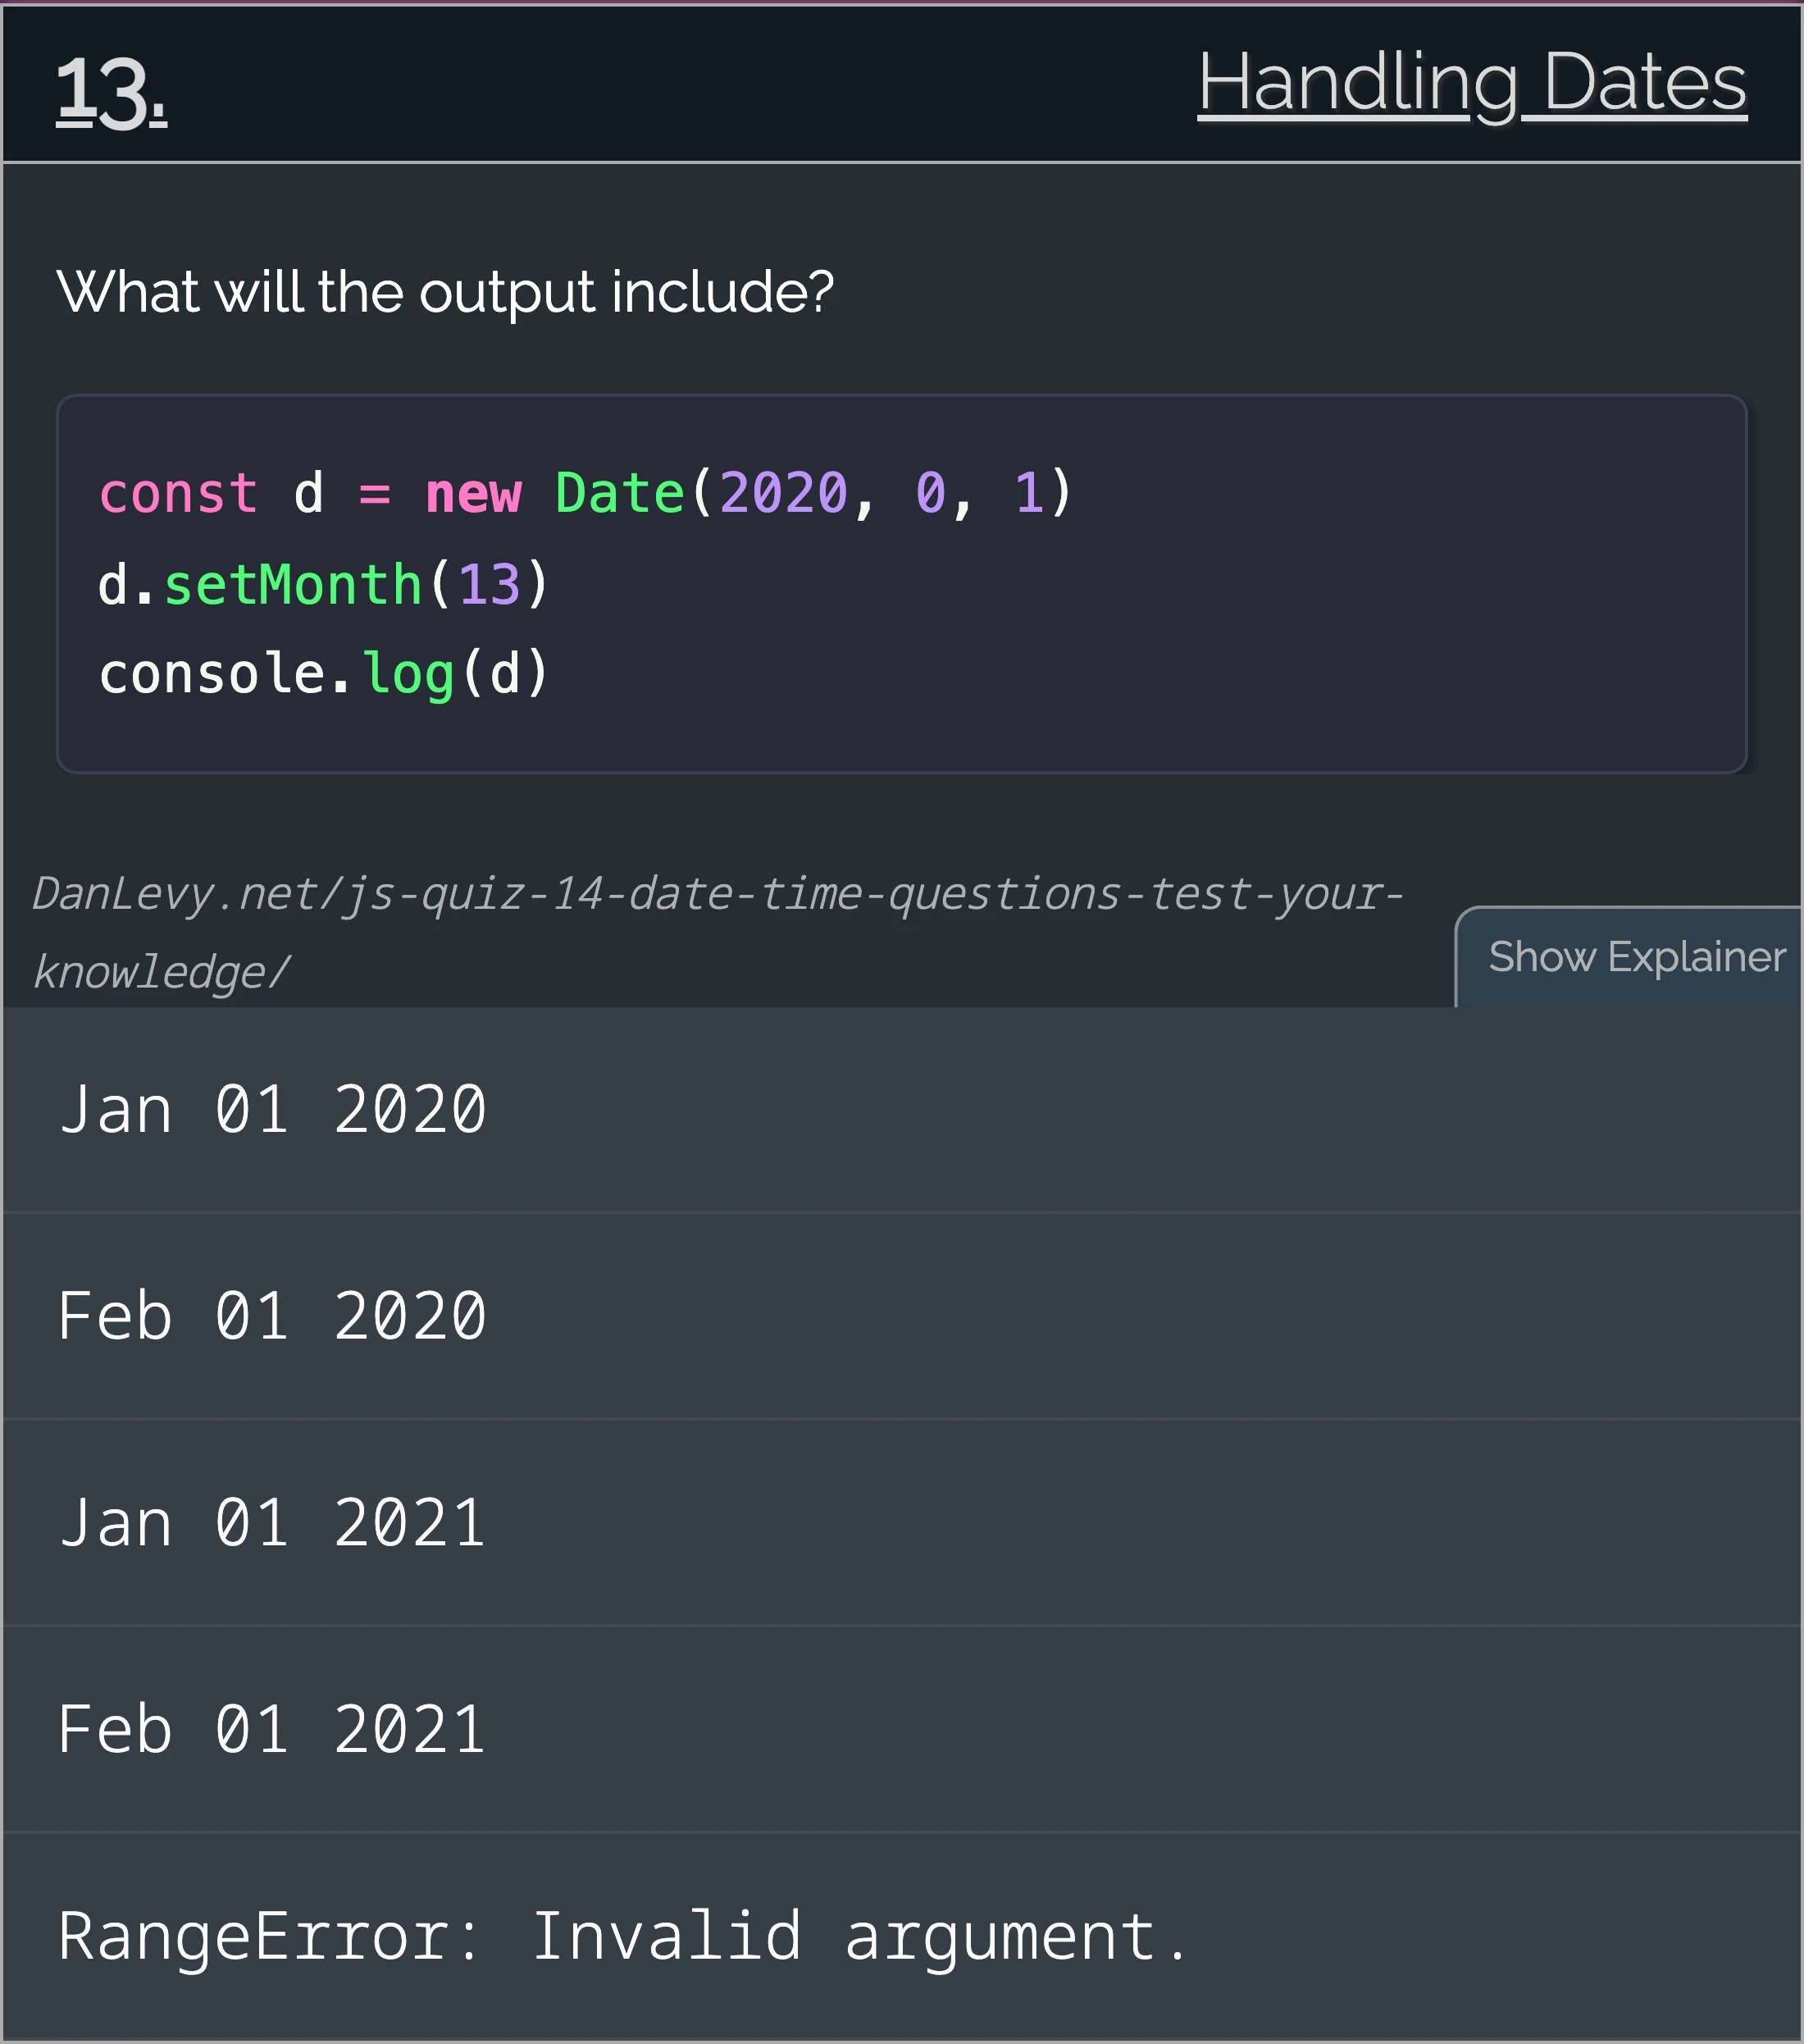 13.
Handling Dates
What will the output include?
const d = new Date(2020, 0, 1)
d.setMonth(13)
console.log(d)
DanLevy.net/js-quiz-14-date-time-questions-test-your-
knowledge/
Show Explainer
Jan 01 2020
Feb 01 2020
Jan 01 2021
Feb 01 2021
RangeError: Invalid argument.